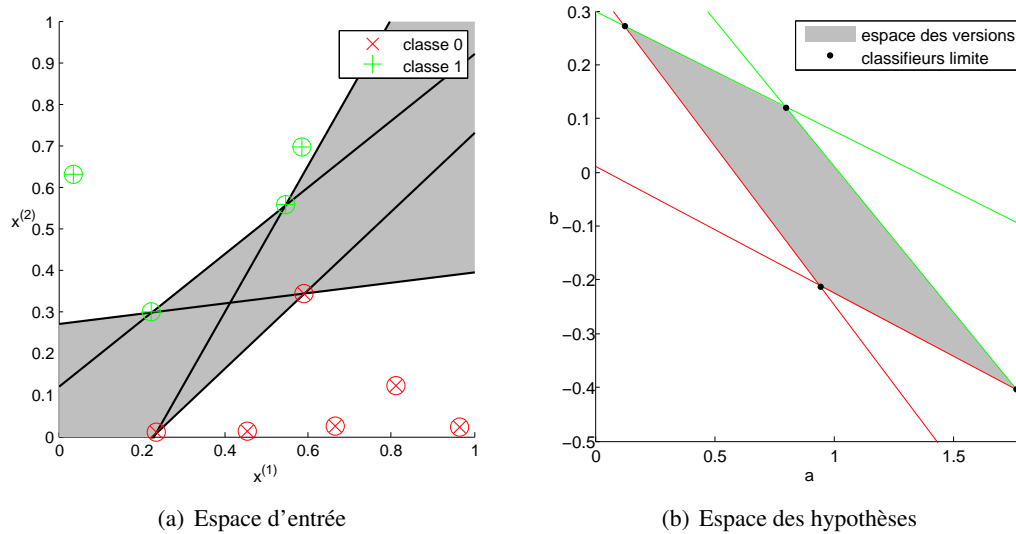 1
0.9
0.8
0.7
0.6
0.5
0.4
0.3
0.2
0.1
0
x(2)
0 0.2 0.4 0.6 0.8 1
x(1)
classe 0
classe 1
(a) Espace d'entrée
0.3
0.2
0.1
0
−0.1
−0.2
−0.3
−0.4
−0.5
b
0 0.5 1 1.5
a
espace des versions
classifieurs limite
(b) Espace des hypothèses